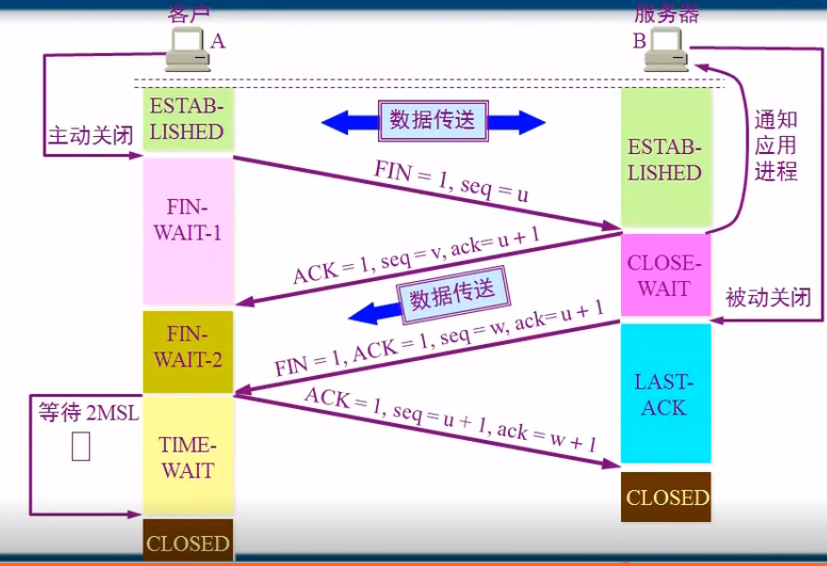 客户
服务器
A
B
ESTAB-
LISHED
数据传送
通知
应用
进程
主动关闭
ESTAB-
LISHED
FIN = 1, seq = u
FIN-
WAIT-1
ACK = 1, seq = v, ack= u + 1
CLOSE-
WAIT
数据传送
被动关闭
FIN-
WAIT-2
FIN = 1, ACK = 1, seq = w, ack= u + 1
LAST-
ACK
等待 2MSL
ACK = 1, seq = u + 1, ack = w + 1
TIME-
WAIT
CLOSED
CLOSED